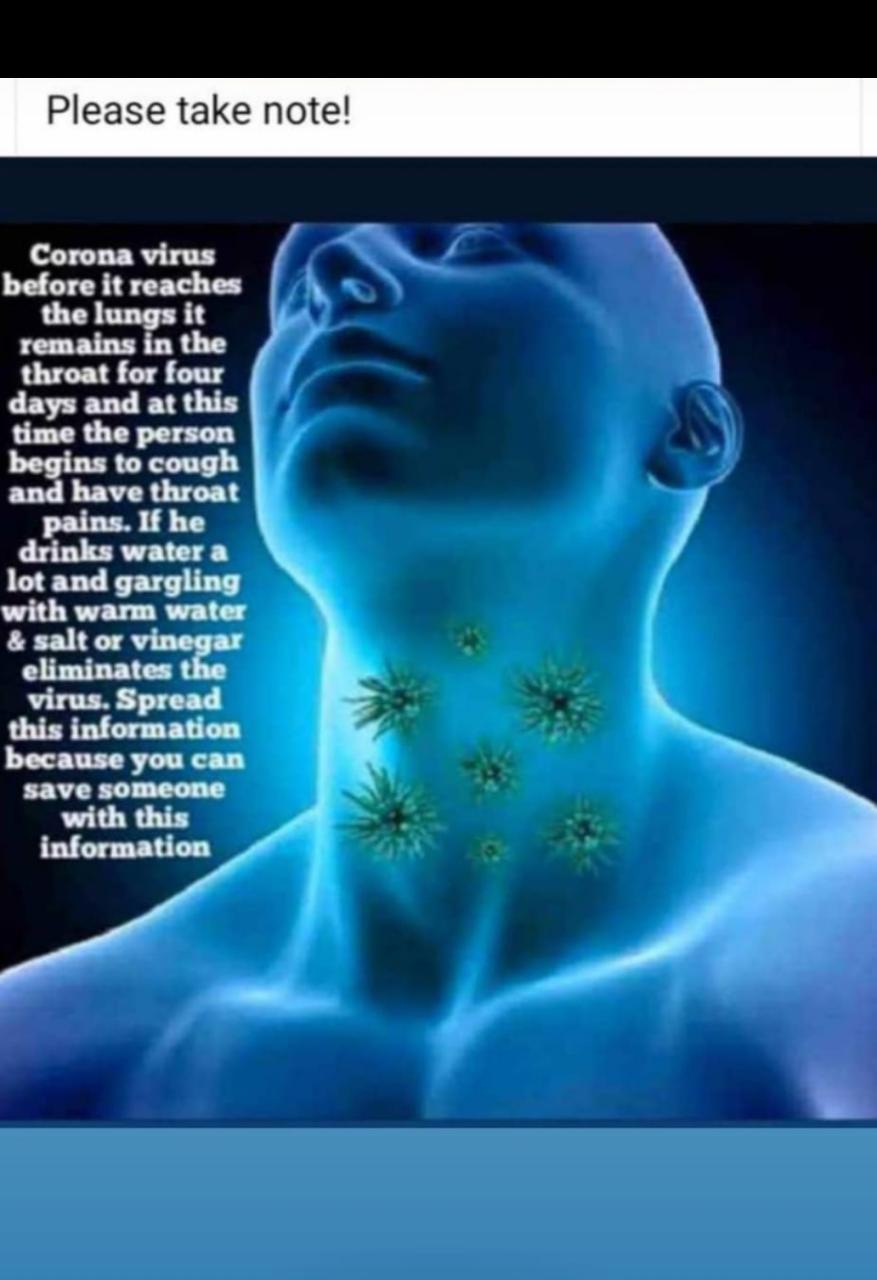 Please take note!
Corona virus
before it reaches
the lungs it
remains in the
throat for four
days and at this
time the person
begins to cough
and have throat
pains. If he
drinks water a
lot and gargling
with warm water
& salt or vinegar
eliminates the
virus. Spread
this information
because you can
save someone
with this
information